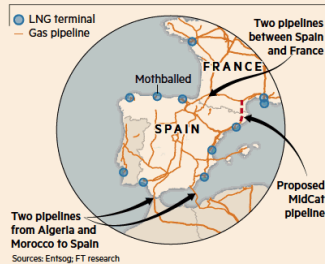 LNG terminal
Gas pipeline
Two pipelines
between Spain
and France
FRANCE
Mothballed
SPAIN
Proposed
MidCat
pipeline
Two pipelines
from Algeria and
Morocco to Spain
Sources: Entsog; FT research